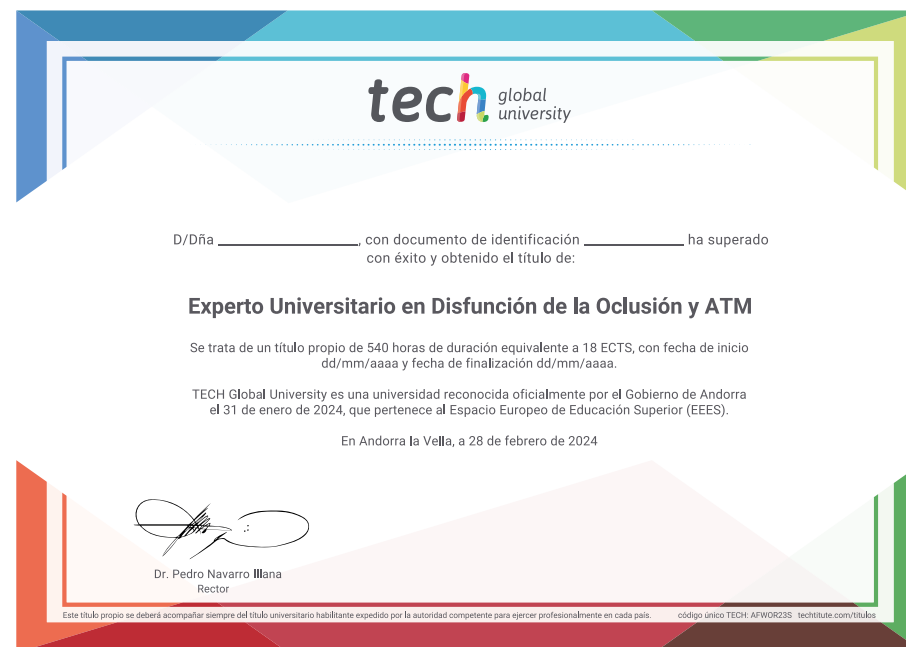 tech global university
D/Dña ____________________, con documento de identificación ______________ ha superado
con éxito y obtenido el título de:
Experto Universitario en Disfunción de la Oclusión y ATM
Se trata de un título propio de 540 horas de duración equivalente a 18 ECTS, con fecha de inicio
dd/mm/aaaa y fecha de finalización dd/mm/aaaa.
TECH Global University es una universidad reconocida oficialmente por el Gobierno de Andorra
el 31 de enero de 2024, que pertenece al Espacio Europeo de Educación Superior (EEES).
En Andorra la Vella, a 28 de febrero de 2024
Dr. Pedro Navarro Illana
Rector
Este título propio se deberá acompañar siempre del título universitario habilitante expedido por la autoridad competente para ejercer profesionalmente en cada país. código único TECH: AFWOR23S techtitute.com/titulos